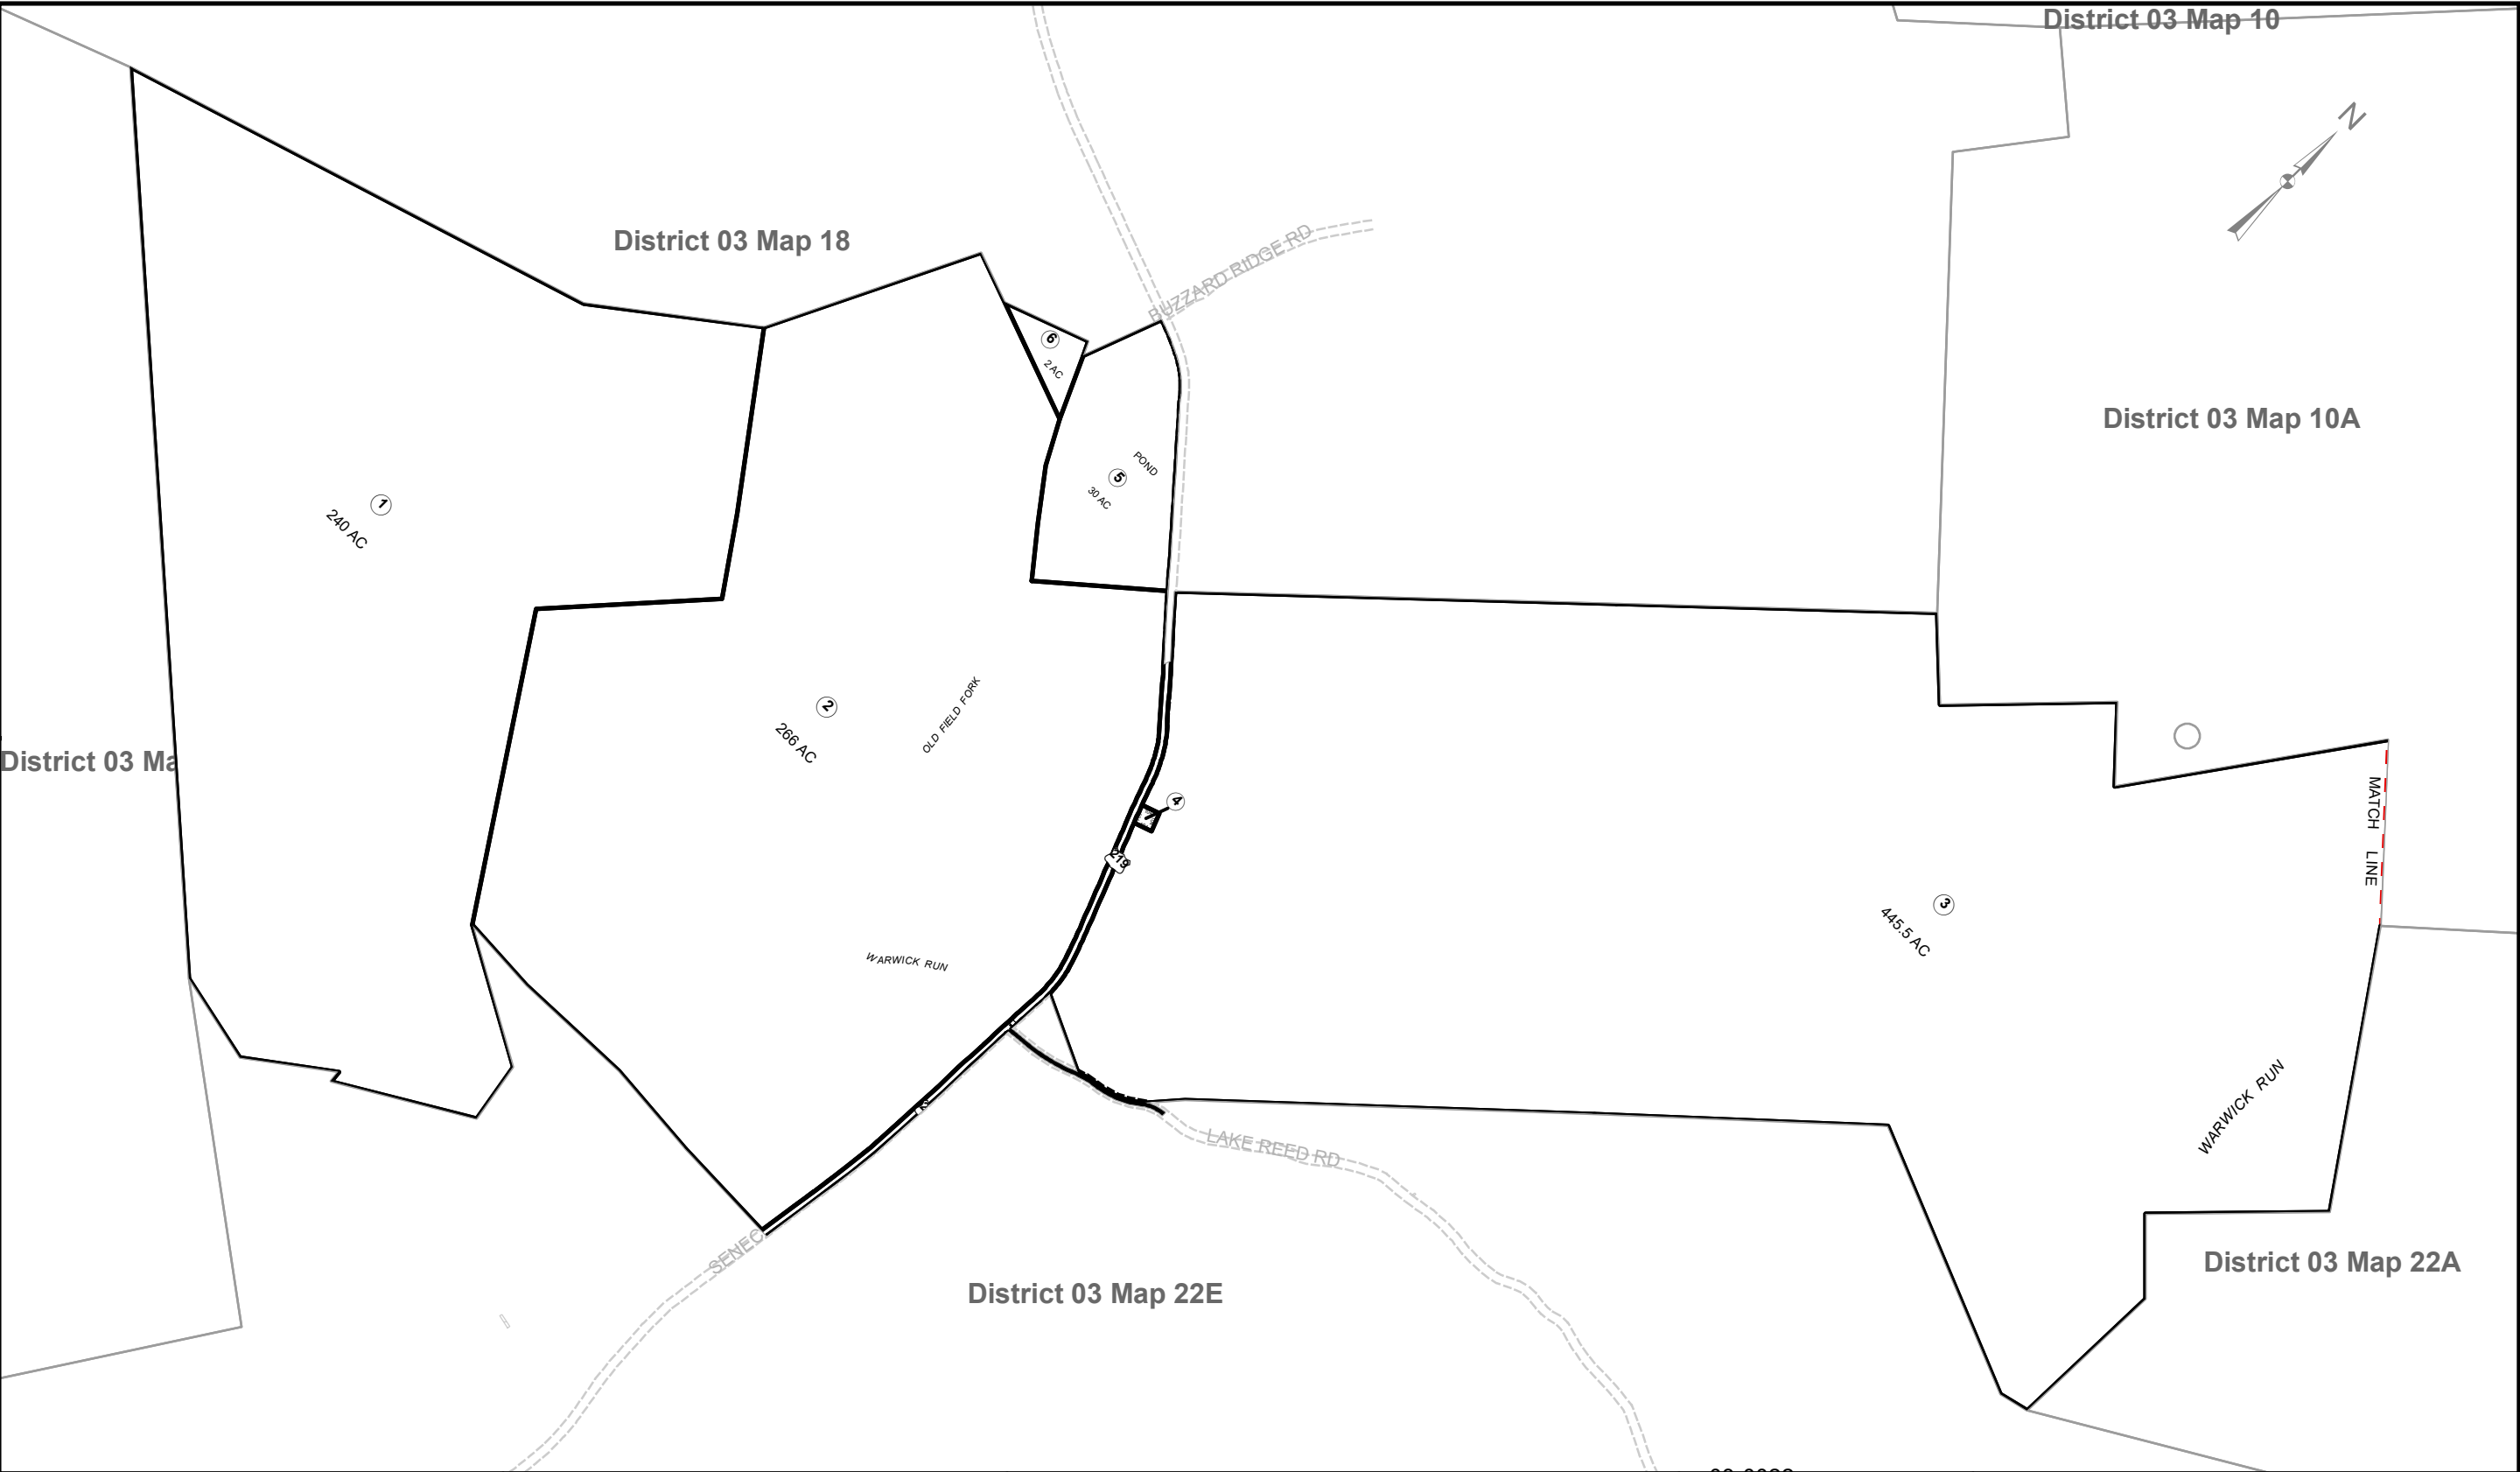 District 03 Map 10
N
District 03 Map 18
BUZZARD RIDGE RD
6
2 AC
District 03 Map 10A
POND
5
30 AC
1
240 AC
2
266 AC
OLD FIELD FORK
District 03 Ma
MATCH LINE
4
219
3
445.5 AC
WARWICK RUN
WARWICK RUN
LAKE REED RD
SENEC
District 03 Map 22E
District 03 Map 22A